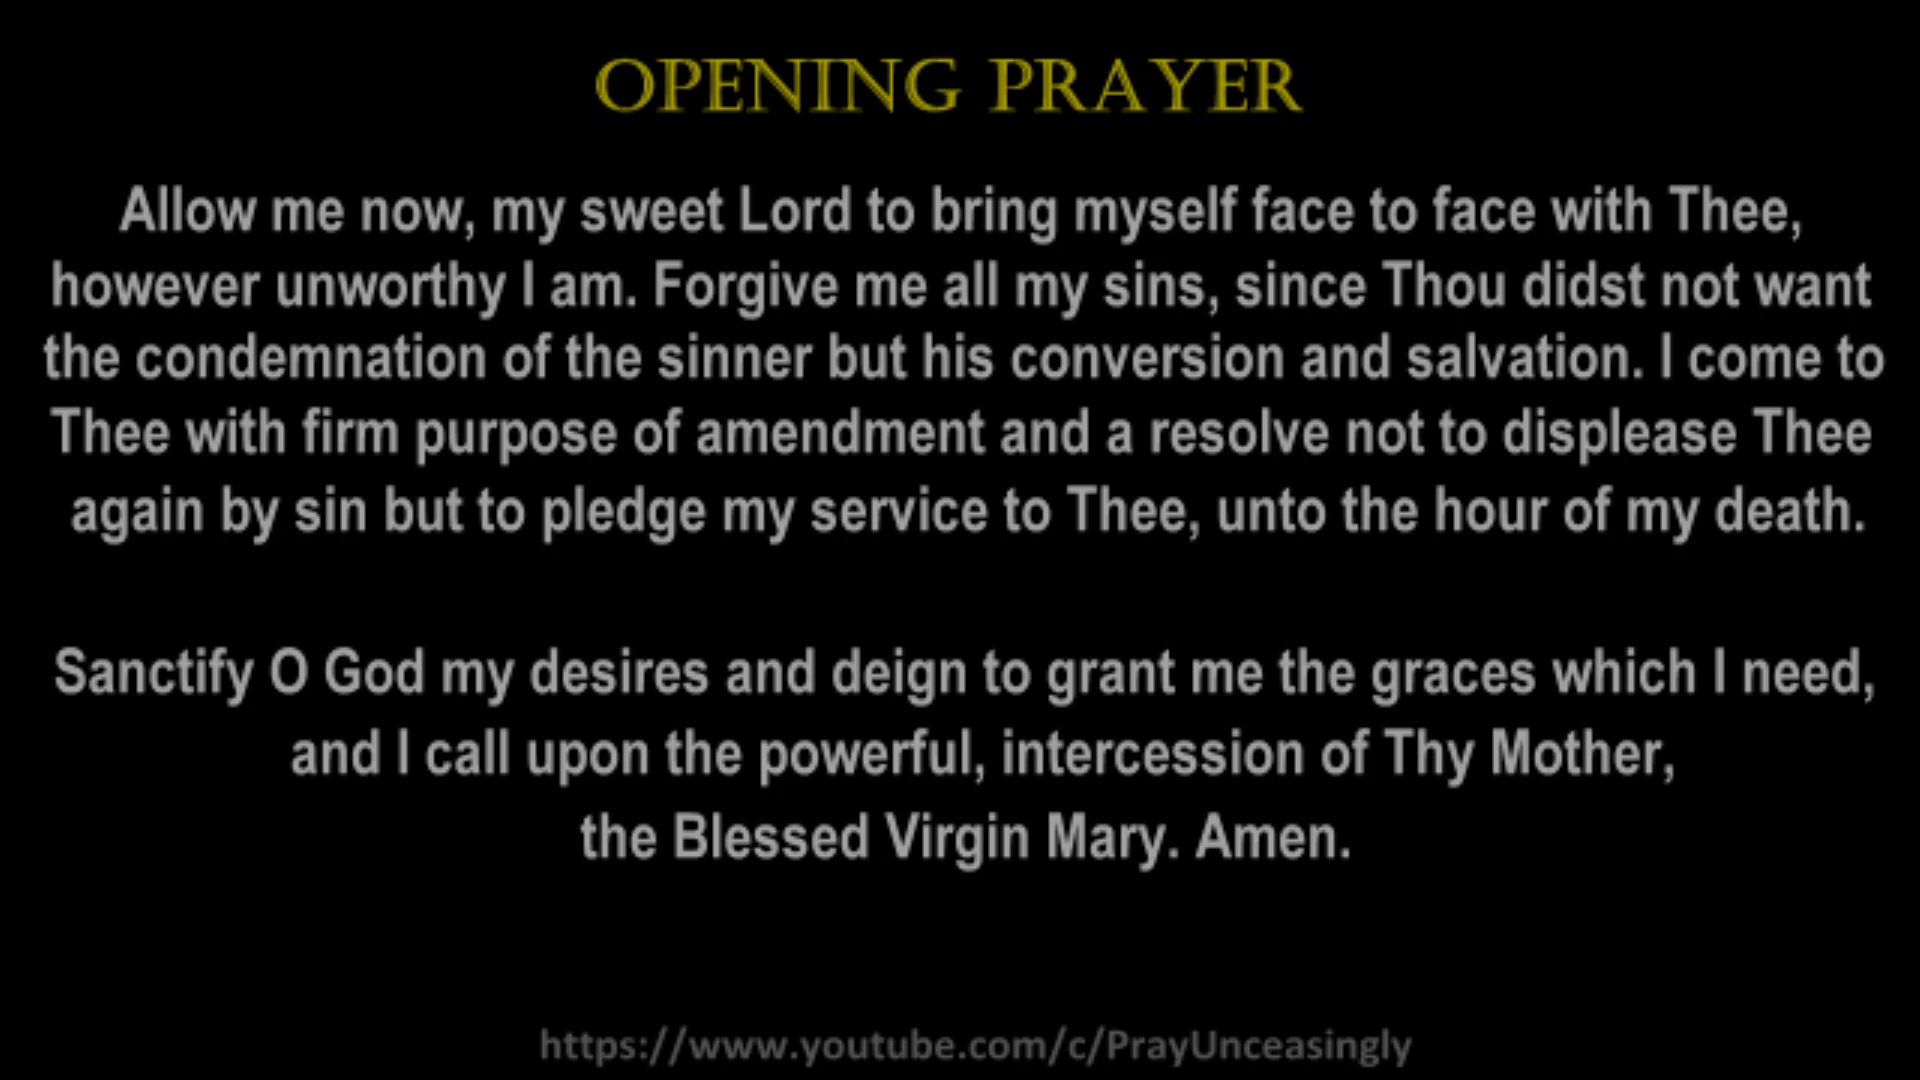 OPENING PRAYER
Allow me now, my sweet Lord to bring myself face to face with Thee,
however unworthy I am. Forgive me all my sins, since Thou didst not want
the condemnation of the sinner but his conversion and salvation. I come to
Thee with firm purpose of amendment and a resolve not to displease Thee
again by sin but to pledge my service to Thee, unto the hour of my death.
Sanctify O God my desires and deign to grant me the graces which I need,
and I call upon the powerful, intercession of Thy Mother,
the Blessed Virgin Mary. Amen.
https://www.youtube.com/c/PrayUnceasingly